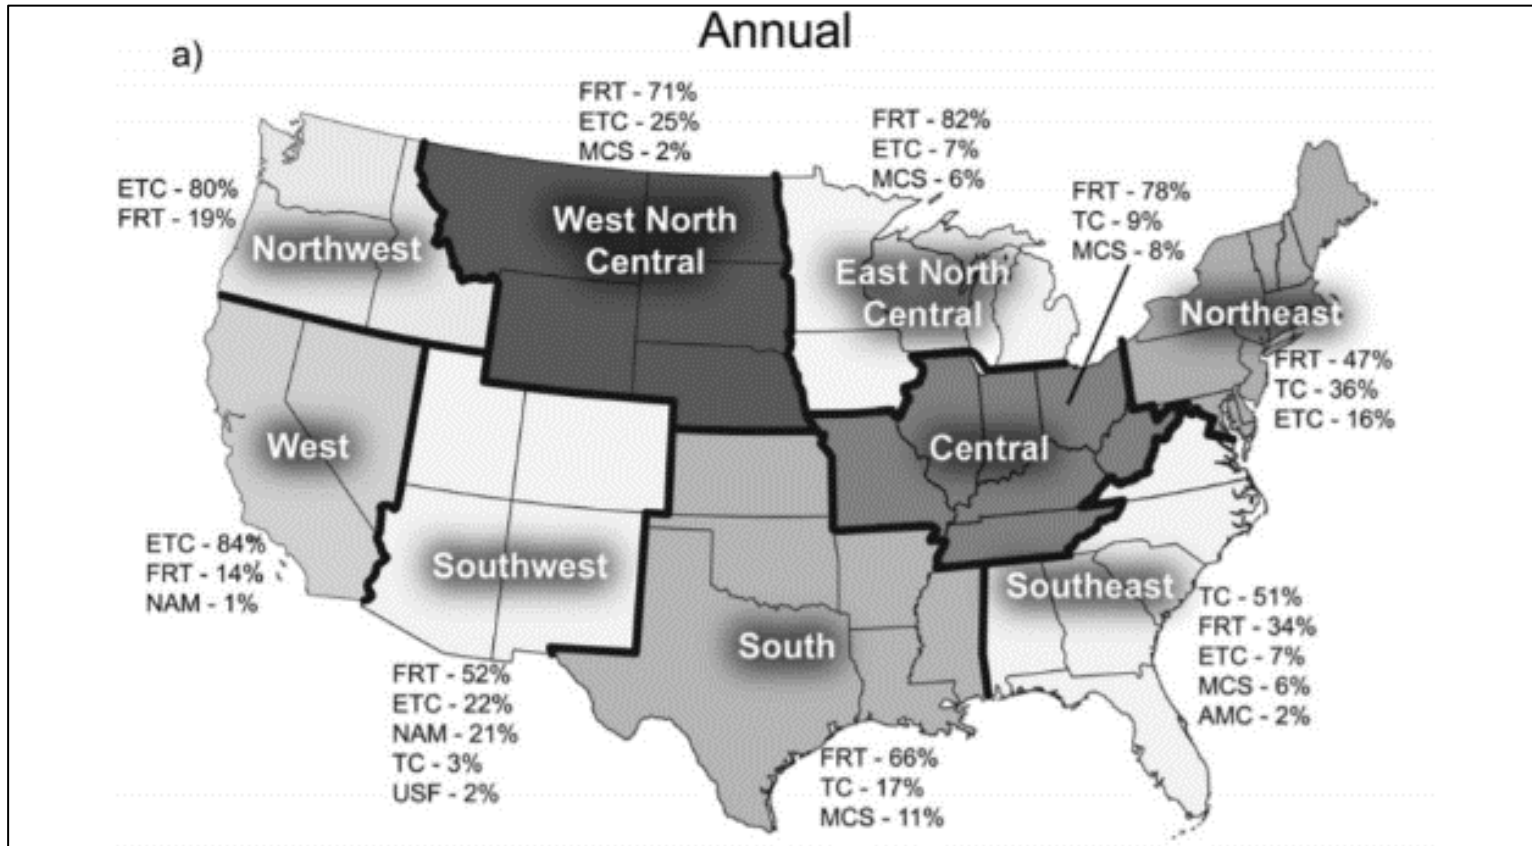 Annual
a)
FRT - 71%
ETC - 25%
MCS - 2%
FRT - 82%
ETC - 7%
MCS - 6%
ETC - 80%
FRT - 19%
FRT - 78%
TC - 9%
MCS - 8%
Northwest
West North
Central
East North
Central
Northeast
FRT - 47%
TC - 36%
ETC - 16%
West
Central
ETC - 84%
FRT - 14%
NAM - 1%
Southwest
Southeast
TC - 51%
FRT - 34%
ETC - 7%
MCS - 6%
AMC - 2%
South
FRT - 52%
ETC - 22%
NAM - 21%
TC - 3%
USF - 2%
FRT - 66%
TC - 17%
MCS - 11%